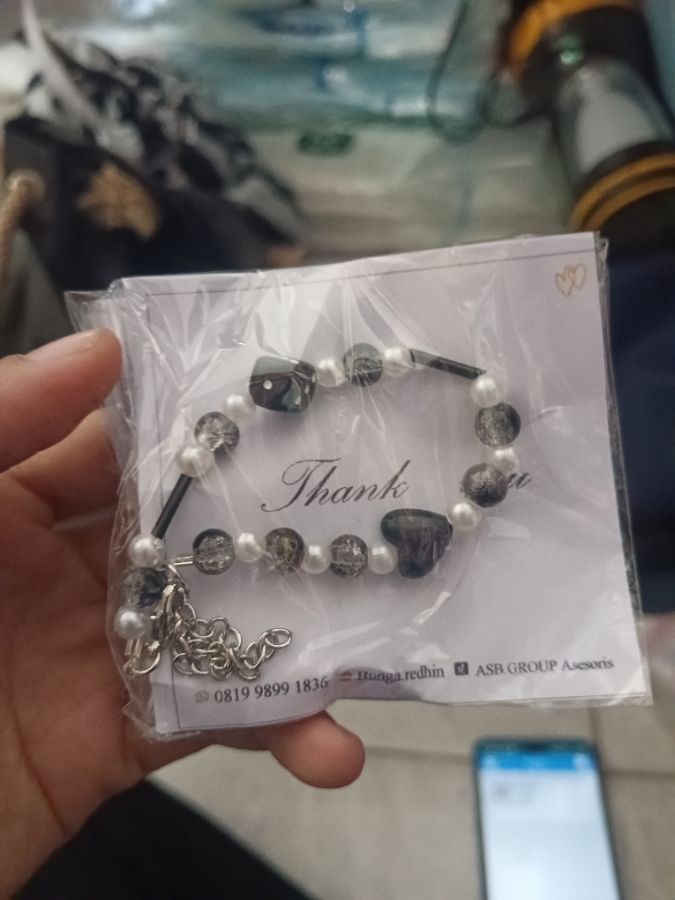 Thank
0819 9899 1836 Bunga.redhin ASB.GROUP Asesoris